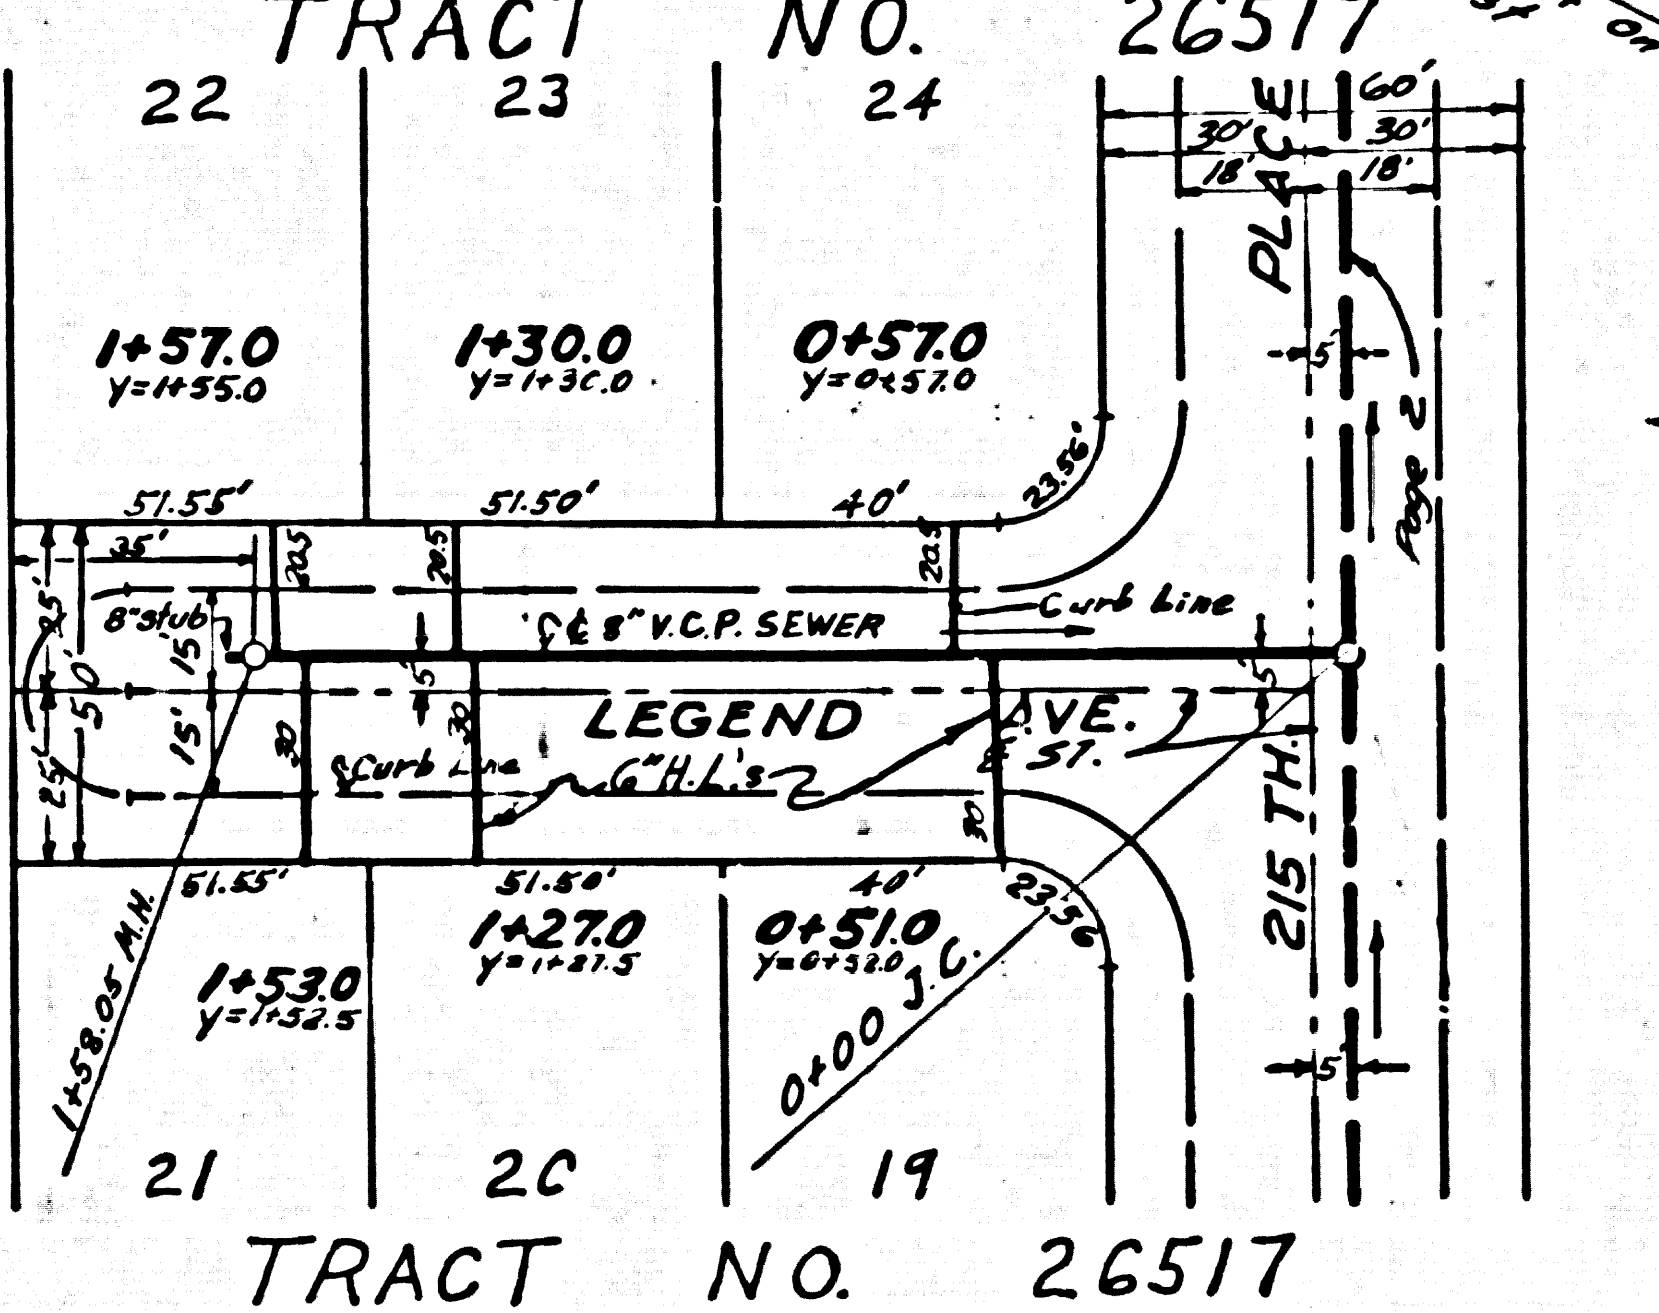 TRACT NO. 26517
22 23 24
60'
30' 30'
18' 18'
PLACE
1+57.0 1+30.0 0+57.0
Y=1+55.0 Y=1+30.0 Y=0+57.0
5'
Page 2
51.55' 51.50' 40' 23.56'
35' 20.5 20.5 20.5
25'
8" Stub
15'
℄ 8" V.C.P. SEWER
Curb Line
50'
5' 5'
LEGEND AVE.
& ST.
15'
25'
30 30 30
Curb Line
6" H.L's
215 TH.
51.55' 51.50' 40' 23.56
1+27.0 0+51.0
Y=1+27.5 Y=0+52.0
1+53.0
Y=1+52.5
1+58.05 M.H.
0+00 J.C.
5'
21 20 19
TRACT NO. 26517